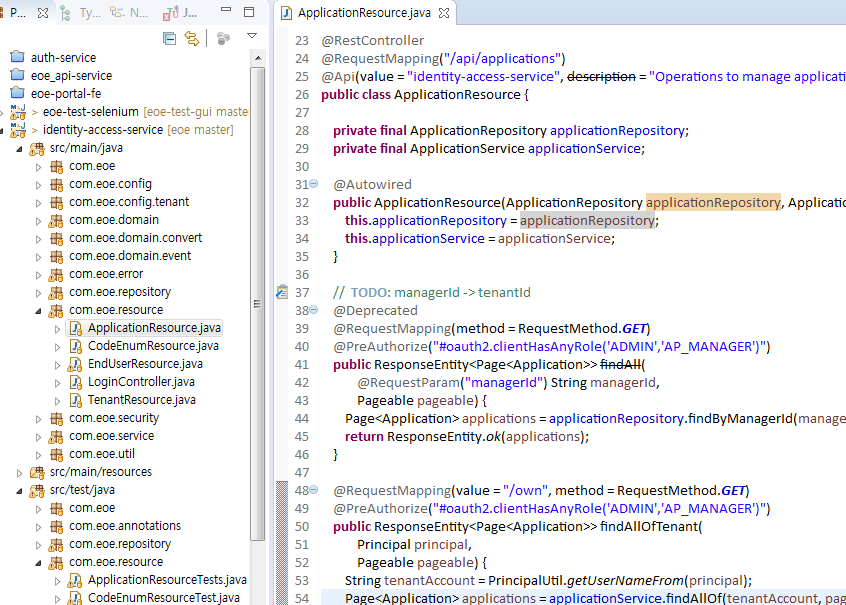 P...
Ty...
N...
J...
auth-service
eoe_api-service
eoe-portal-fe
> eoe-test-selenium [eoe-test-gui master
> identity-access-service [eoe master]
src/main/java
com.eoe
com.eoe.config
com.eoe.config.tenant
com.eoe.domain
com.eoe.domain.convert
com.eoe.domain.event
com.eoe.error
com.eoe.repository
com.eoe.resource
ApplicationResource.java
CodeEnumResource.java
EndUserResource.java
LoginController.java
TenantResource.java
com.eoe.security
com.eoe.service
com.eoe.util
src/main/resources
src/test/java
com.eoe
com.eoe.annotations
com.eoe.repository
com.eoe.resource
ApplicationResourceTests.java
CodeEnumResourceTest.java
ApplicationResource.java
23 @RestController
24 @RequestMapping("/api/applications")
25 @Api(value = "identity-access-service", description = "Operations to manage applicati
26 public class ApplicationResource {
27
28 private final ApplicationRepository applicationRepository;
29 private final ApplicationService applicationService;
30
31 @Autowired
32 public ApplicationResource(ApplicationRepository applicationRepository, Application
33 this.applicationRepository = applicationRepository;
34 this.applicationService = applicationService;
35 }
36
37 // TODO: managerId -> tenantId
38 @Deprecated
39 @RequestMapping(method = RequestMethod.GET)
40 @PreAuthorize("#oauth2.clientHasAnyRole('ADMIN','AP_MANAGER')")
41 public ResponseEntity<Page<Application>> findAll(
42 @RequestParam("managerId") String managerId,
43 Pageable pageable) {
44 Page<Application> applications = applicationRepository.findByManagerId(manage
45 return ResponseEntity.ok(applications);
46 }
47
48 @RequestMapping(value = "/own", method = RequestMethod.GET)
49 @PreAuthorize("#oauth2.clientHasAnyRole('ADMIN','AP_MANAGER')")
50 public ResponseEntity<Page<Application>> findAllOfTenant(
51 Principal principal,
52 Pageable pageable) {
53 String tenantAccount = PrincipalUtil.getUserNameFrom(principal);
54 Page<Application> applications = applicationService.findAllOf(tenantAccount, pag